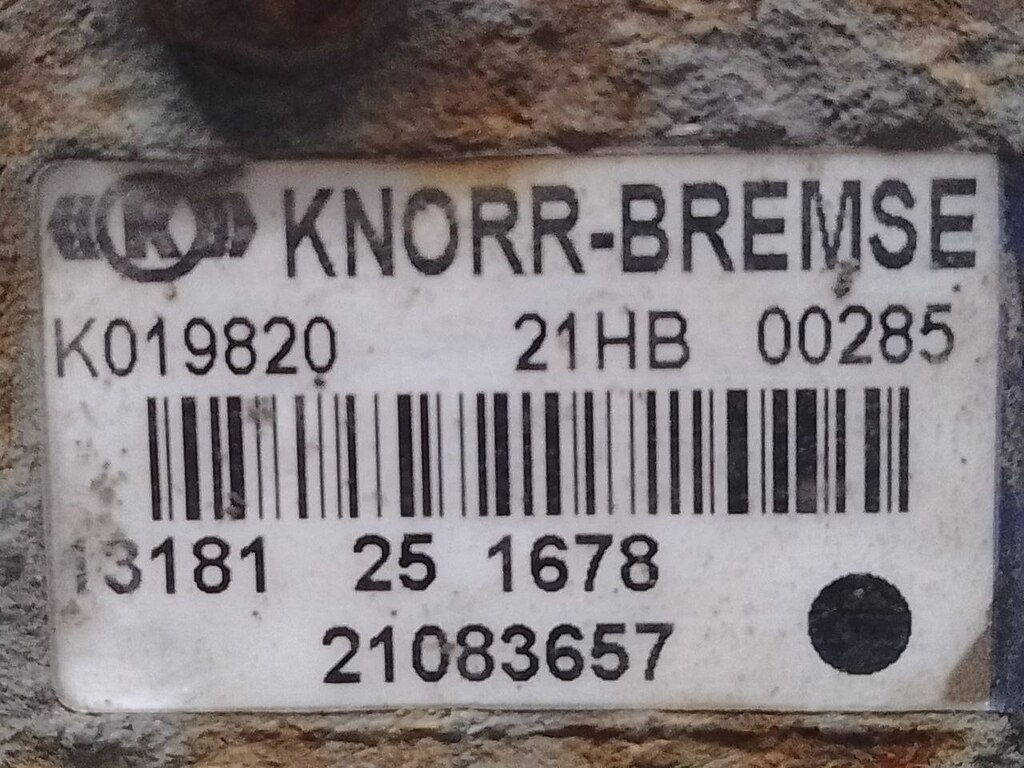 K KNORR-BREMSE
K019820 21HB 00285
13181 25 1678
21083657